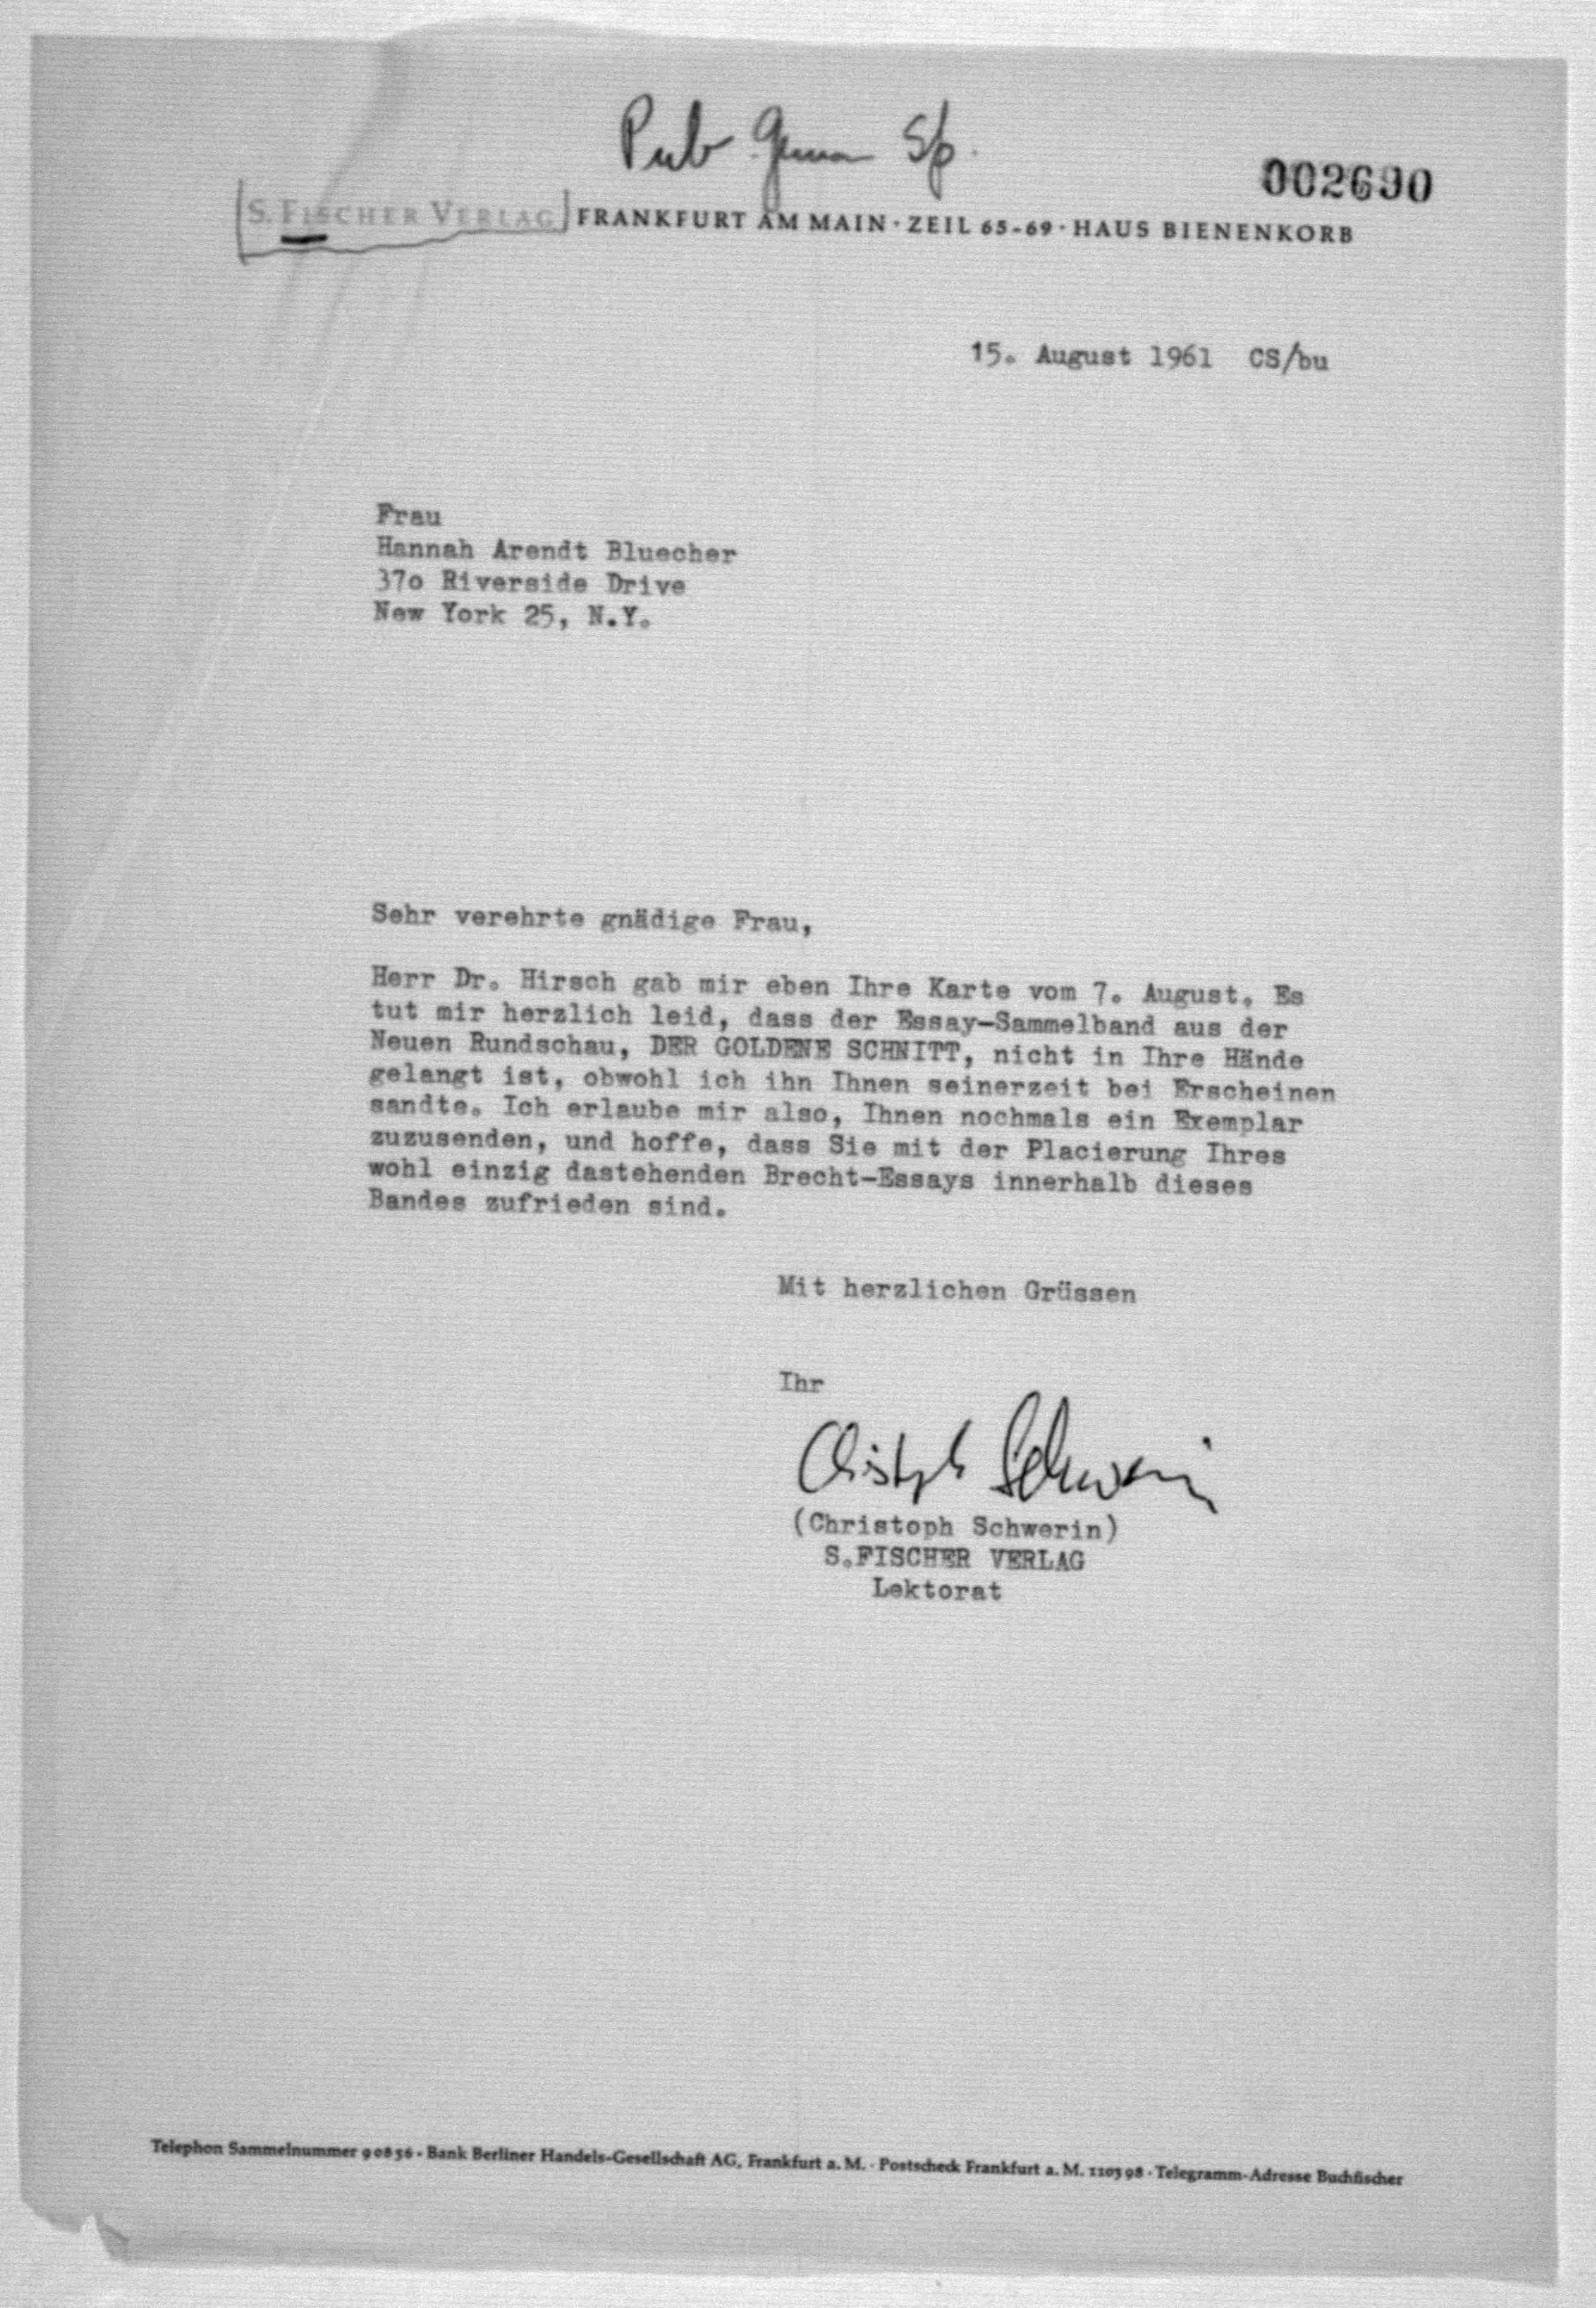 Pub German Sp.
002690
S. FISCHER VERLAG FRANKFURT AM MAIN · ZEIL 65-69 · HAUS BIENENKORB
15. August 1961 CS/bu
Frau
Hannah Arendt Bluecher
37o Riverside Drive
New York 25, N.Y.
Sehr verehrte gnädige Frau,
Herr Dr. Hirsch gab mir eben Ihre Karte vom 7. August. Es
tut mir herzlich leid, dass der Essay-Sammelband aus der
Neuen Rundschau, DER GOLDENE SCHNITT, nicht in Ihre Hände
gelangt ist, obwohl ich ihn Ihnen seinerzeit bei Erscheinen
sandte. Ich erlaube mir also, Ihnen nochmals ein Exemplar
zuzusenden, und hoffe, dass Sie mit der Placierung Ihres
wohl einzig dastehenden Brecht-Essays innerhalb dieses
Bandes zufrieden sind.
Mit herzlichen Grüssen
Ihr
Christoph Schwerin
(Christoph Schwerin)
S.FISCHER VERLAG
Lektorat
Telephon Sammelnummer 90856 · Bank Berliner Handels-Gesellschaft AG, Frankfurt a. M. · Postscheck Frankfurt a. M. 110398 · Telegramm-Adresse Buchfischer